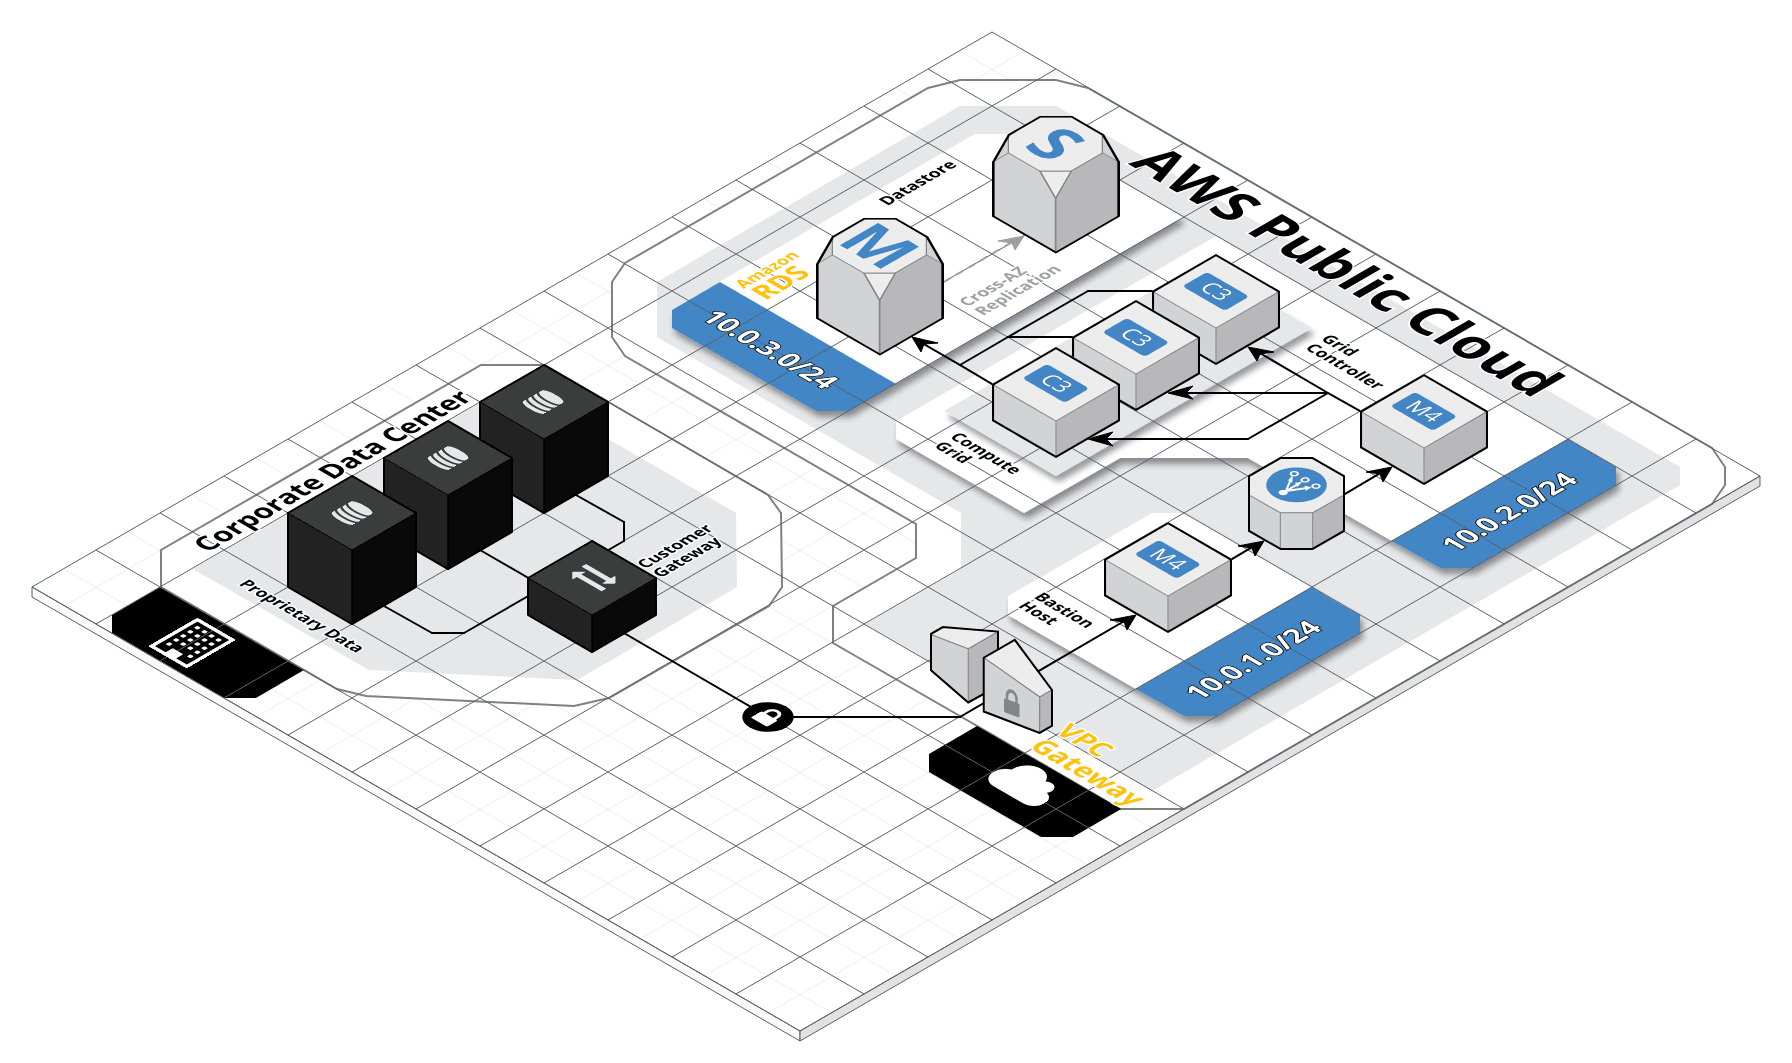 AWS Public Cloud
S
Datastore
M
Amazon
RDS
Cross-AZ
Replication
10.0.3.0/24
C3
C3
C3
Grid
Controller
M4
Compute
Grid
10.0.2.0/24
Corporate Data Center
Customer
Gateway
Proprietary Data
M4
Bastion
Host
10.0.1.0/24
VPC
Gateway